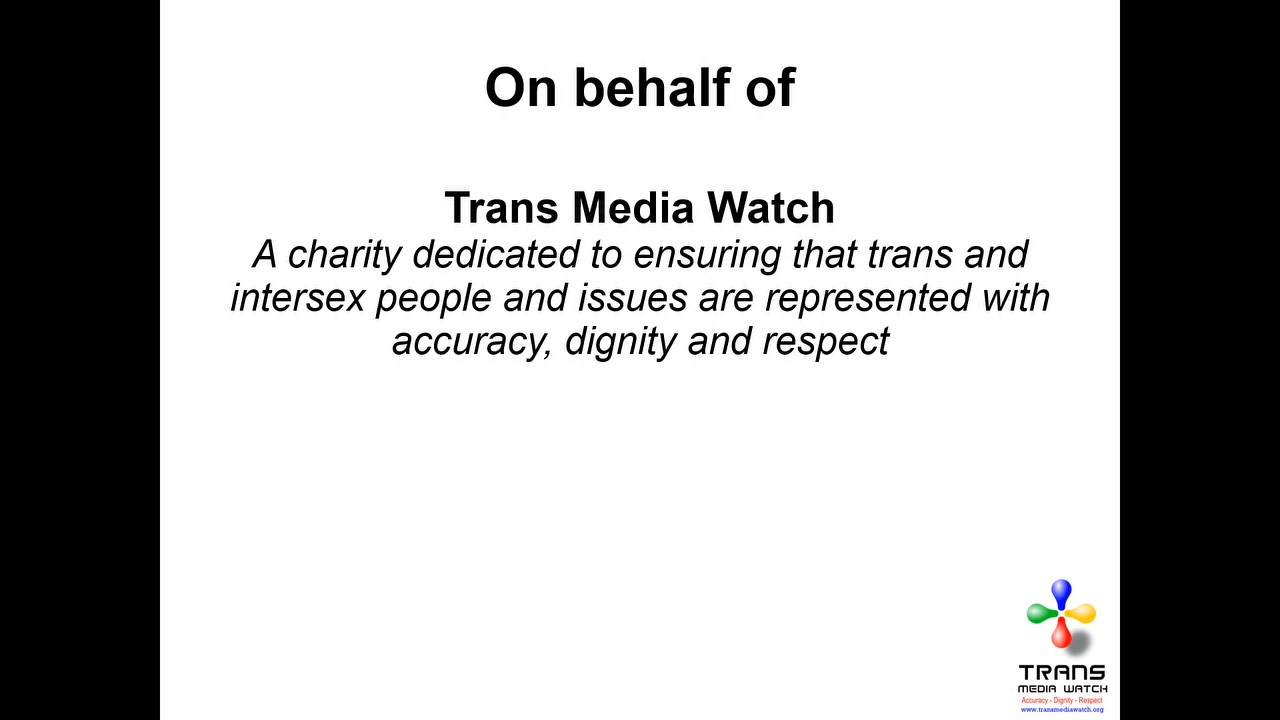 On behalf of
Trans Media Watch
A charity dedicated to ensuring that trans and
intersex people and issues are represented with
accuracy, dignity and respect
TRANS
MEDIA WATCH
Accuracy - Dignity - Respect
www.transmediawatch.org